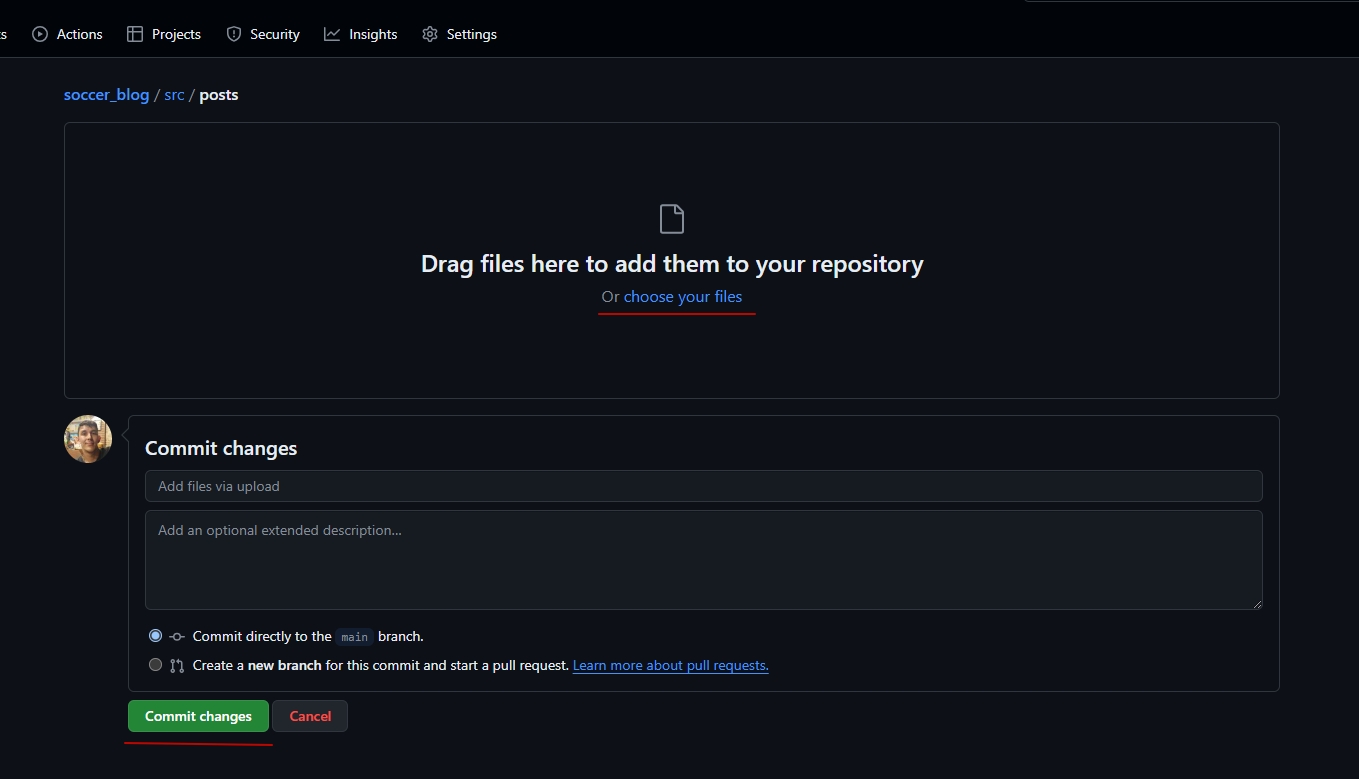 s Actions Projects Security Insights Settings
soccer_blog / src / posts
Drag files here to add them to your repository
Or choose your files
Commit changes
Add files via upload
Add an optional extended description...
Commit directly to the main branch.
Create a new branch for this commit and start a pull request. Learn more about pull requests.
Commit changes Cancel